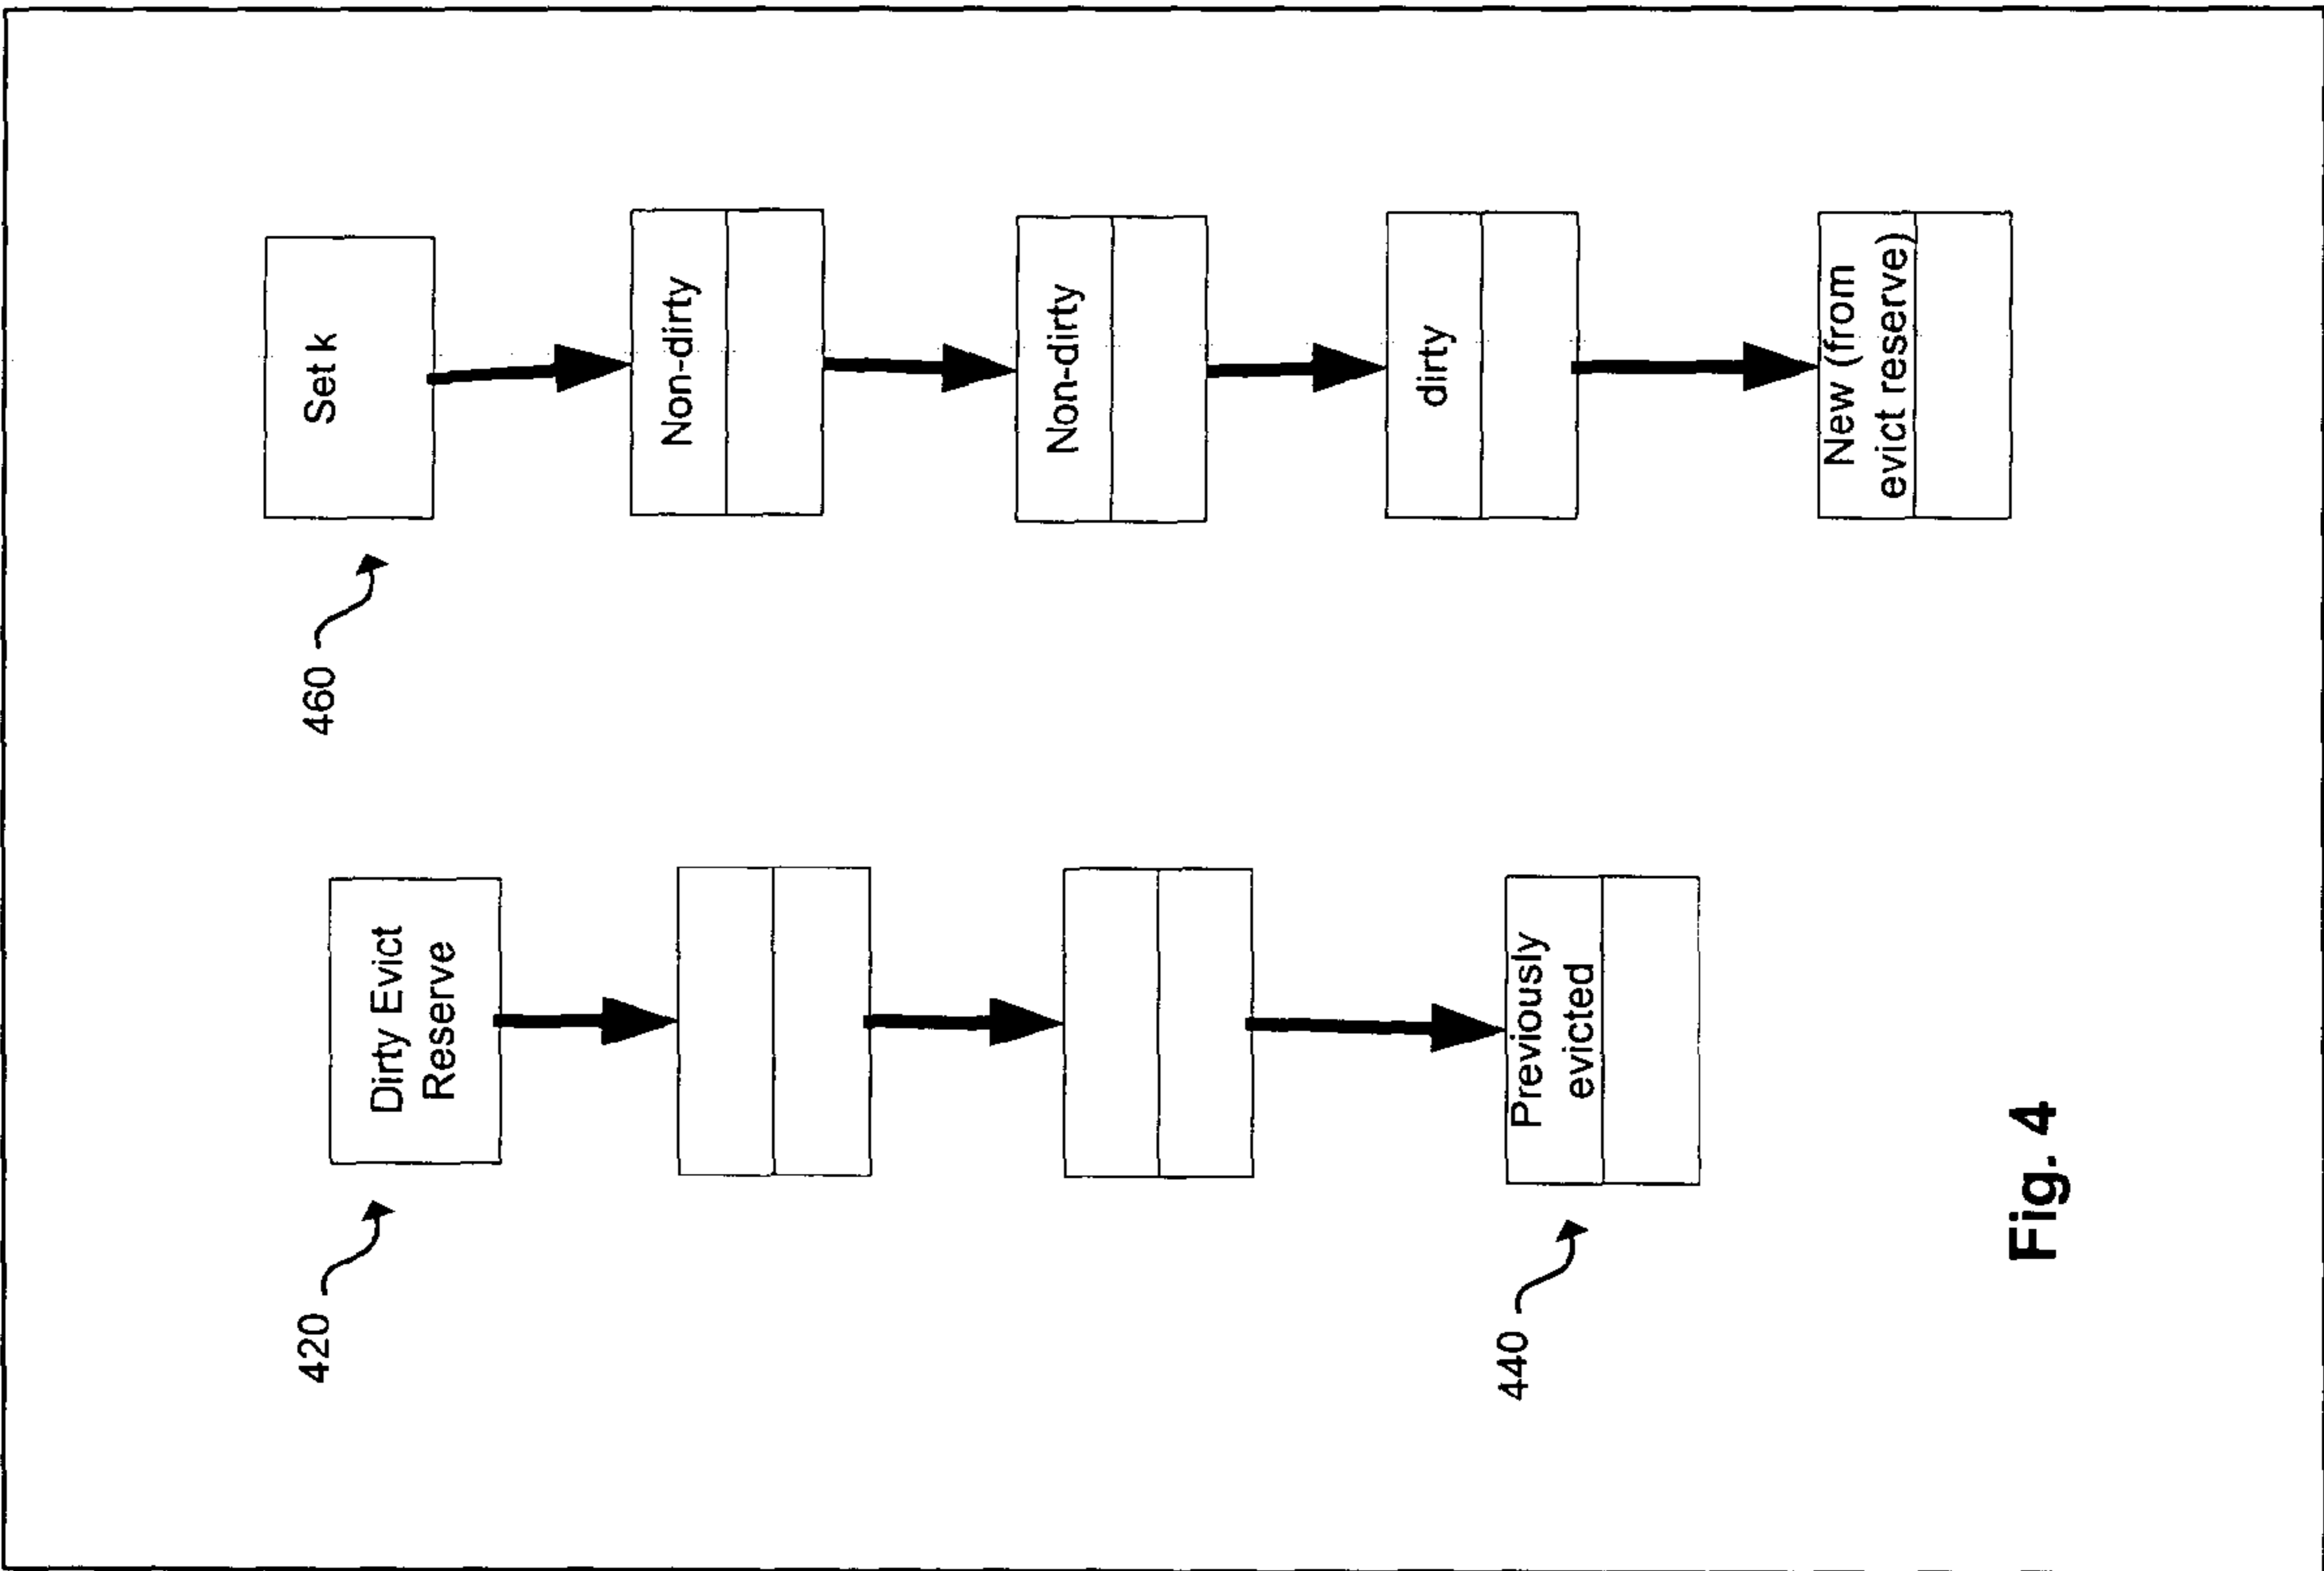 420
Dirty Evict
Reserve
440
Previously
evicted
460
Set k
Non-dirty
Non-dirty
dirty
New (from
evict reserve)
Fig. 4